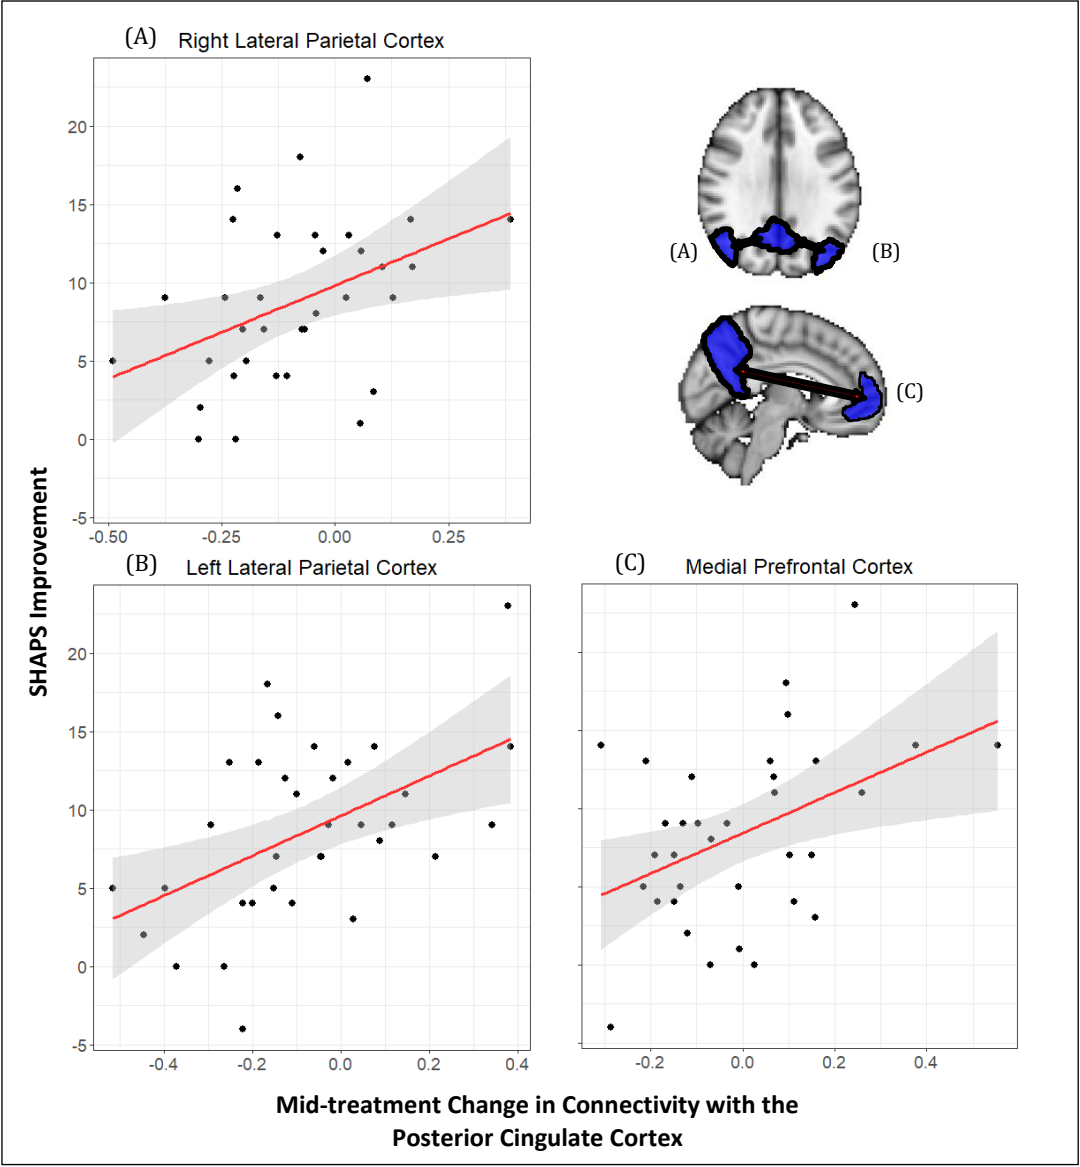 (A) Right Lateral Parietal Cortex
20
15
10
5
0
-5
-0.50 -0.25 0.00 0.25
(A) (B)
(C)
SHAPS Improvement
(B) Left Lateral Parietal Cortex
20
15
10
5
0
-5
-0.4 -0.2 0.0 0.2 0.4
(C) Medial Prefrontal Cortex
-0.2 0.0 0.2 0.4
Mid-treatment Change in Connectivity with the
Posterior Cingulate Cortex